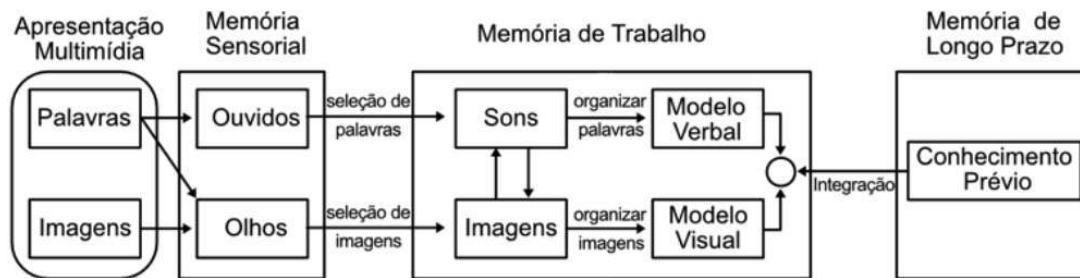 Apresentação
Multimídia
Memória
Sensorial
Memória de Trabalho
Memória de
Longo Prazo
Palavras
Ouvidos
seleção de
palavras
Sons
organizar
palavras
Modelo
Verbal
Imagens
Olhos
seleção de
imagens
Imagens
organizar
imagens
Modelo
Visual
Integração
Conhecimento
Prévio